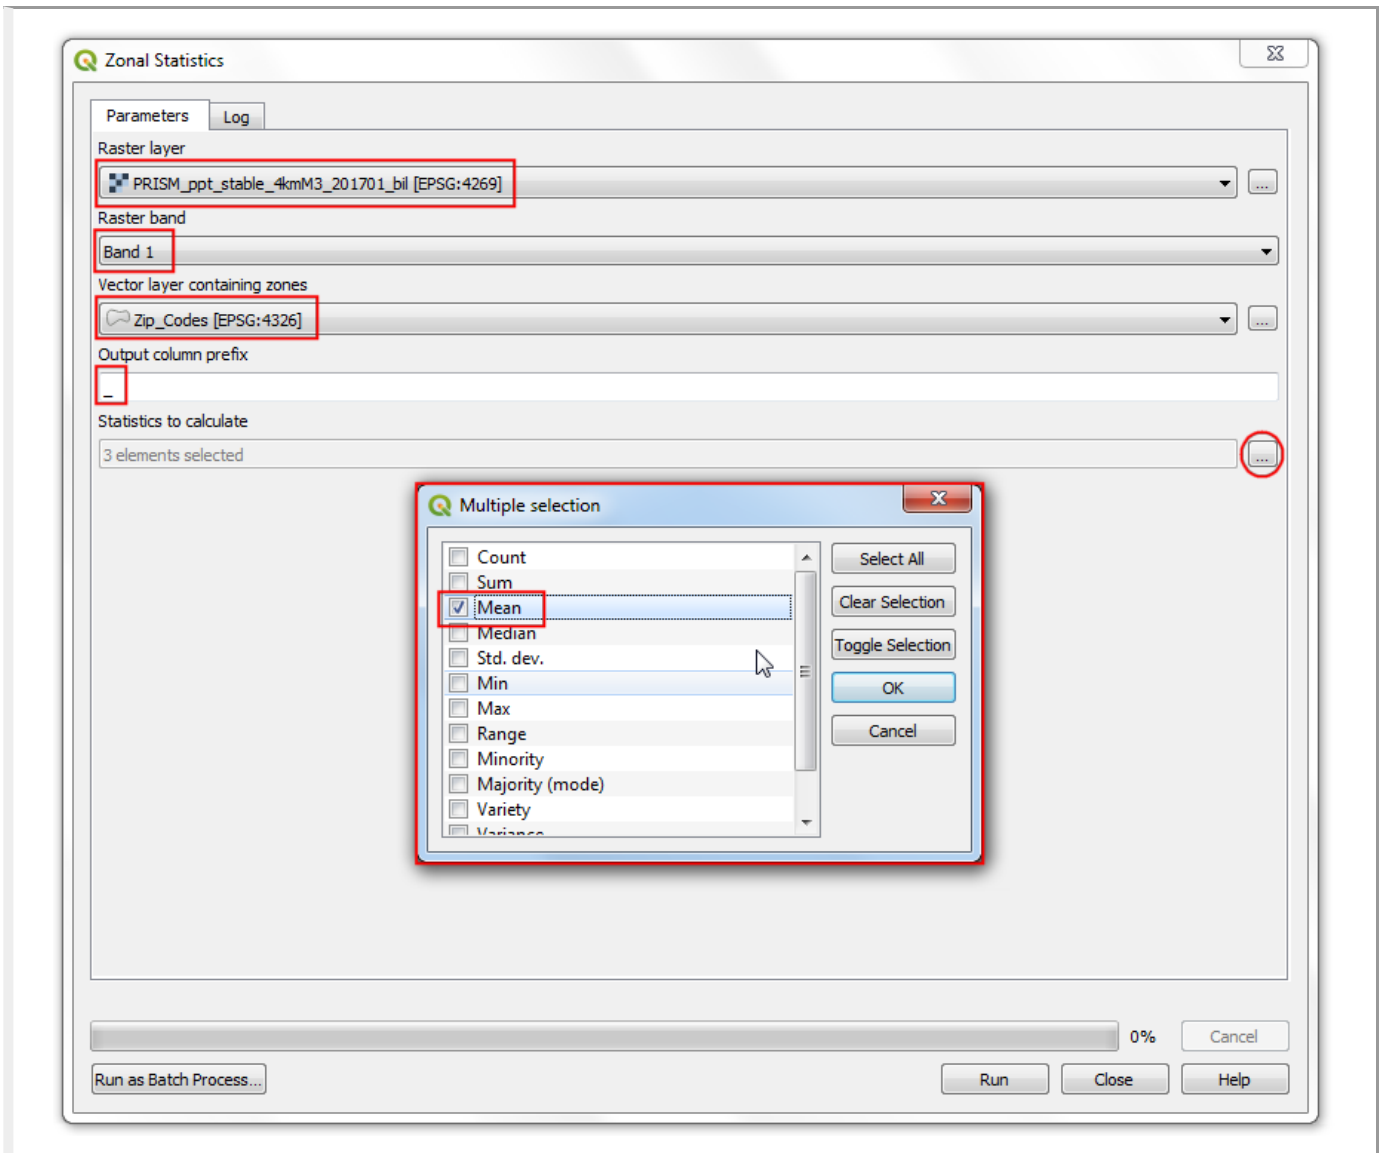 Zonal Statistics
Parameters
Log
Raster layer
PRISM_ppt_stable_4kmM3_201701_bil [EPSG:4269]
...
Raster band
Band 1
Vector layer containing zones
Zip_Codes [EPSG:4326]
...
Output column prefix
_
Statistics to calculate
3 elements selected
...
Multiple selection
Count
Sum
Mean
Median
Std. dev.
Min
Max
Range
Minority
Majority (mode)
Variety
Variance
Select All
Clear Selection
Toggle Selection
OK
Cancel
0%
Cancel
Run as Batch Process...
Run
Close
Help